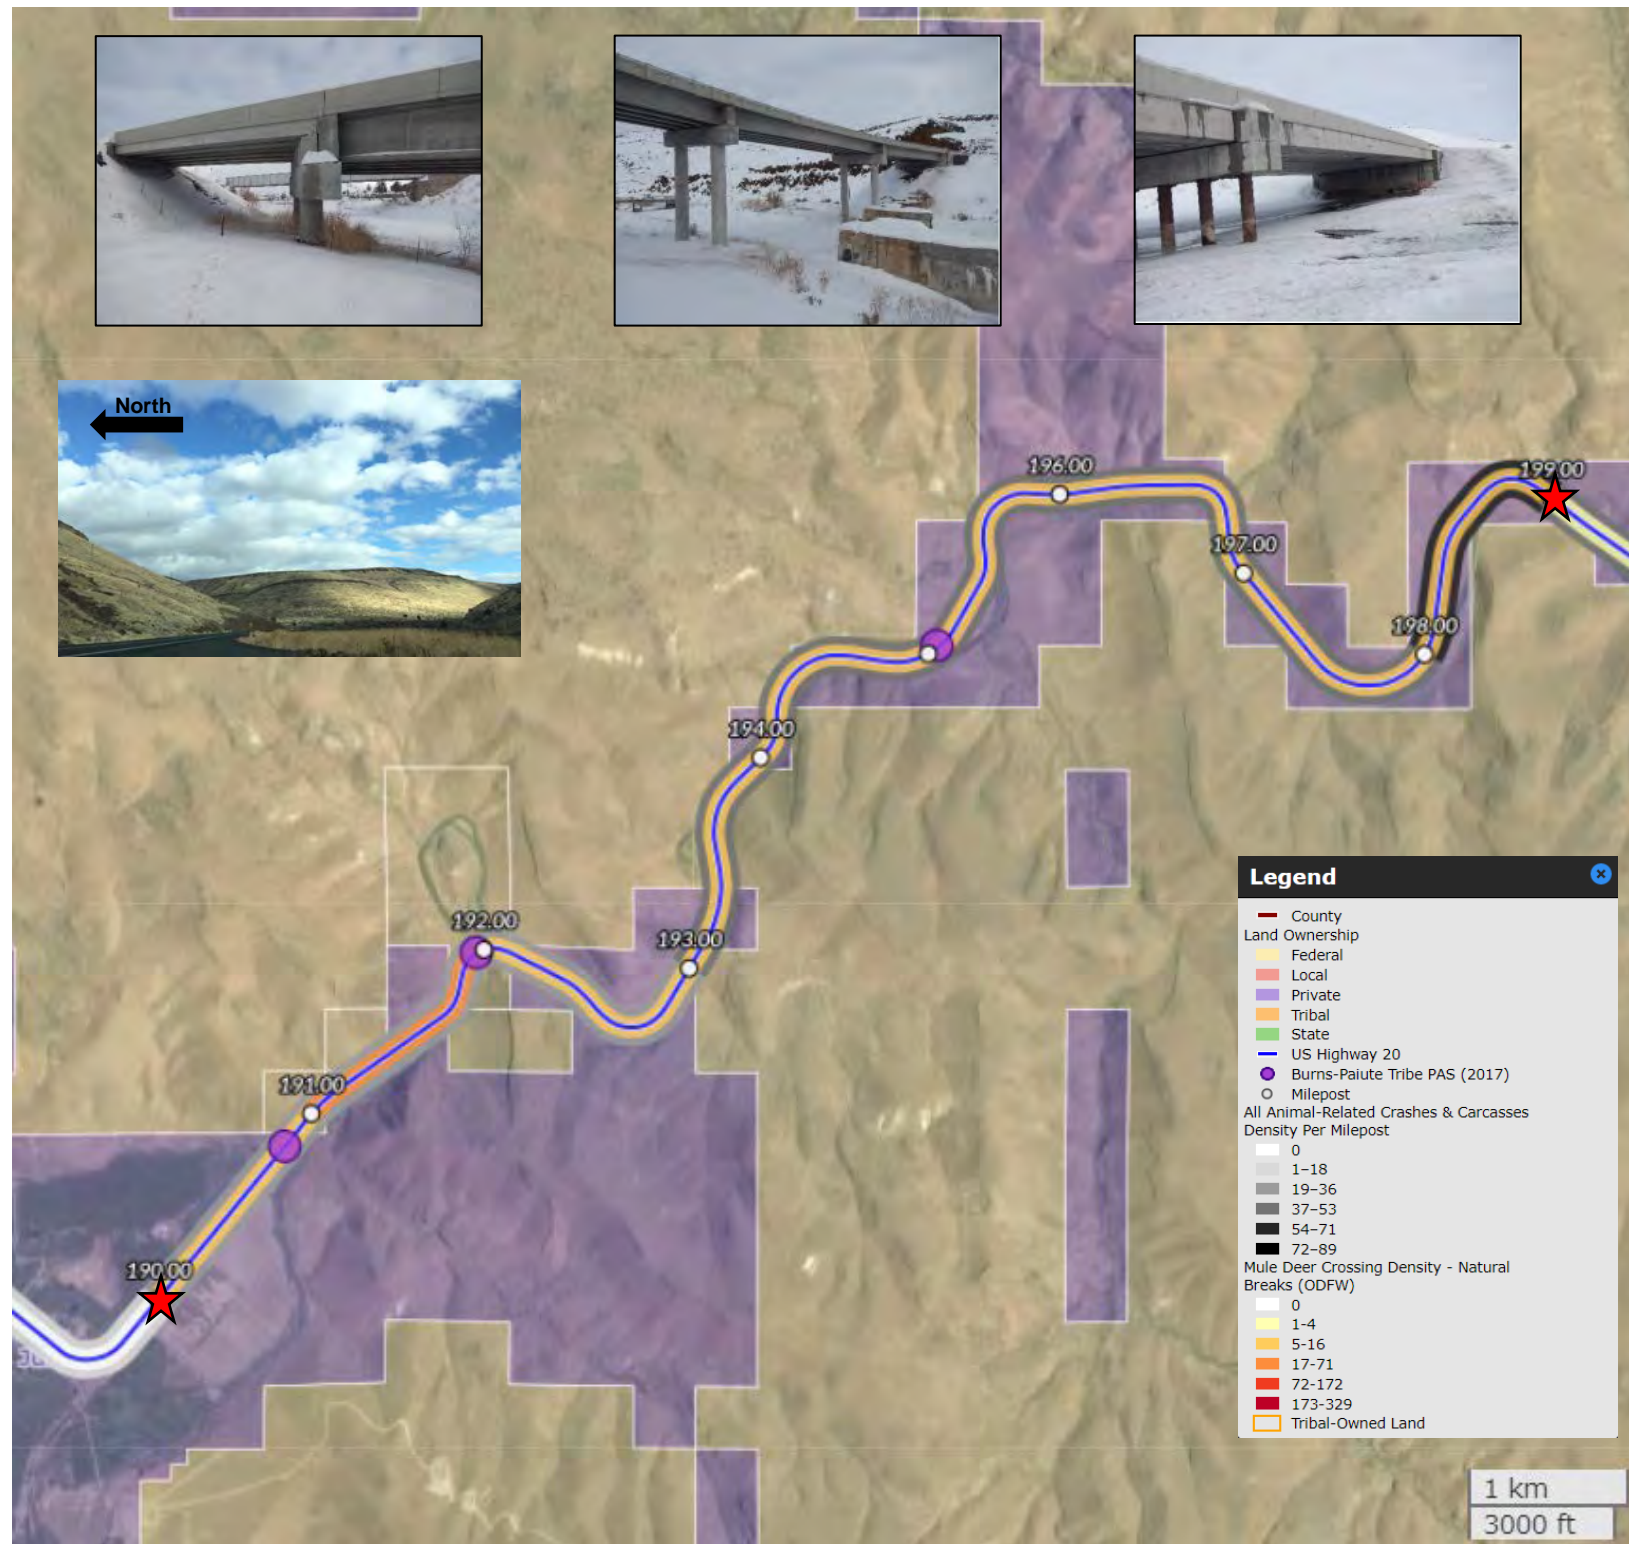 North
196.00
199.00
197.00
198.00
194.00
192.00
193.00
191.00
190.00
Legend
County
Land Ownership
Federal
Local
Private
Tribal
State
US Highway 20
Burns-Paiute Tribe PAS (2017)
Milepost
All Animal-Related Crashes & Carcasses
Density Per Milepost
0
1–18
19–36
37–53
54–71
72–89
Mule Deer Crossing Density - Natural
Breaks (ODFW)
0
1-4
5-16
17-71
72-172
173-329
Tribal-Owned Land
1 km
3000 ft